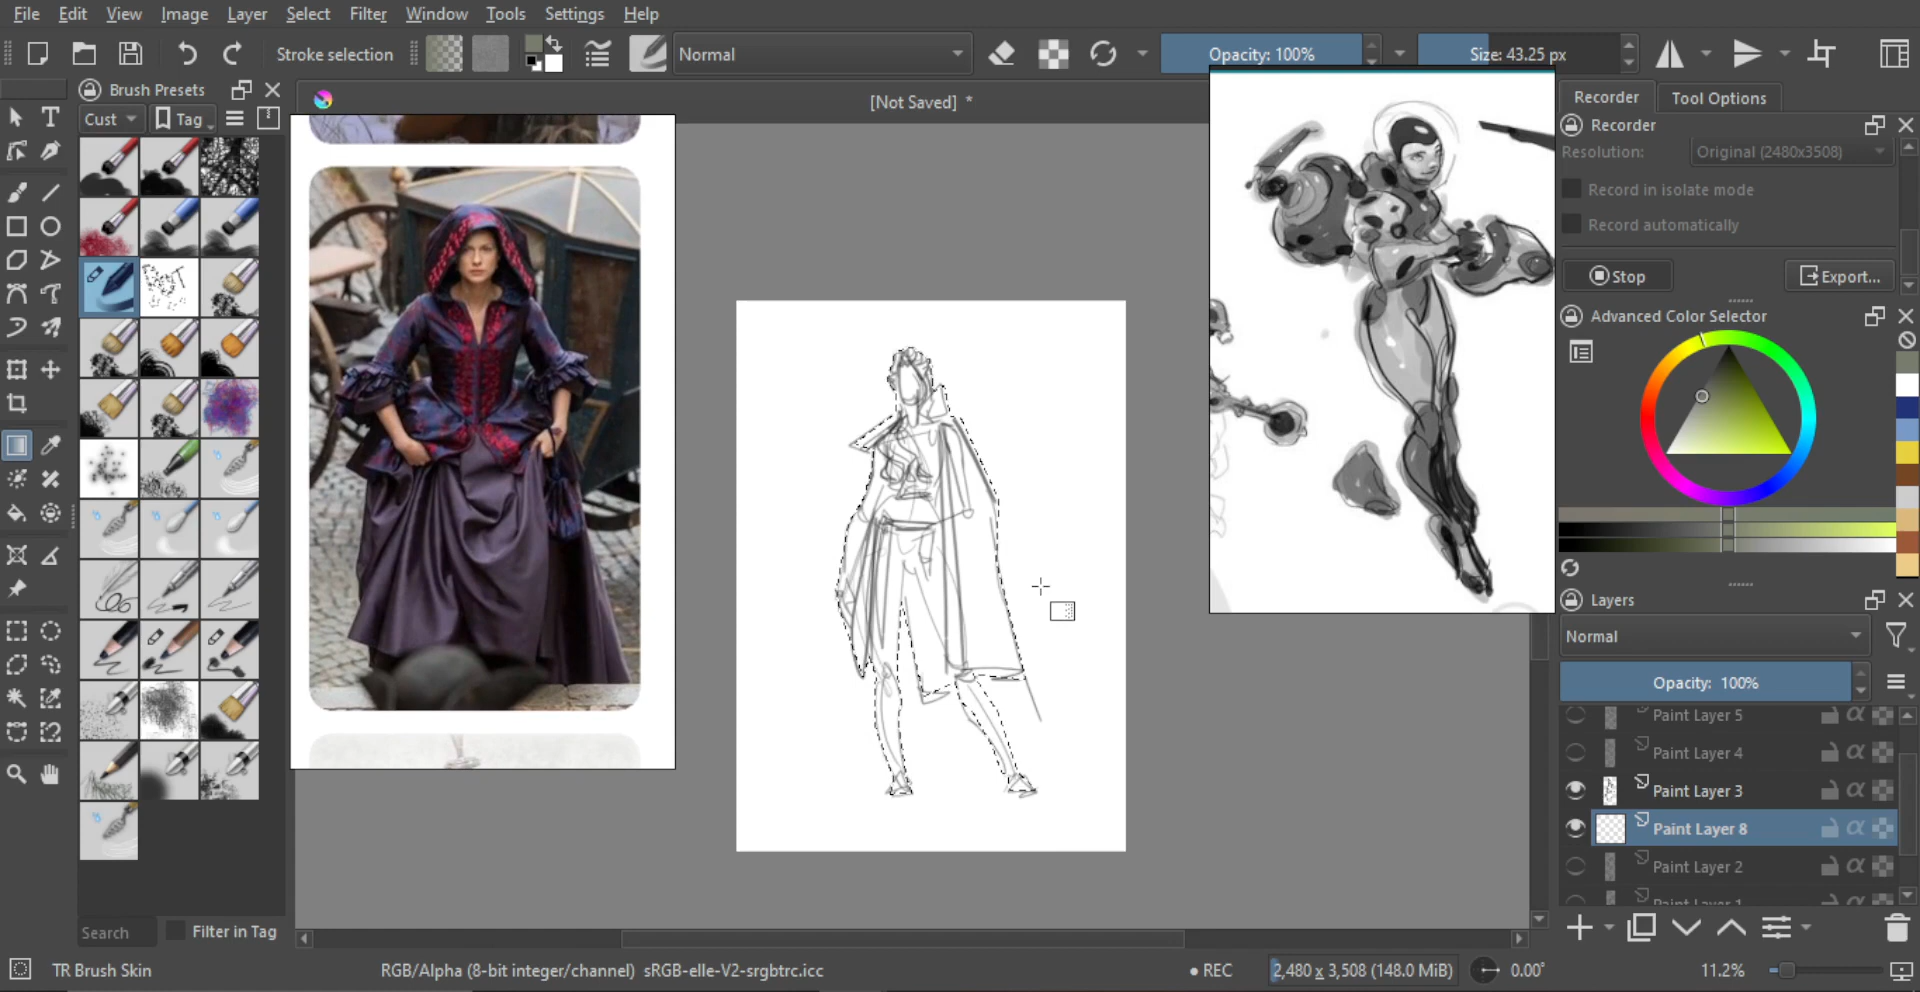 File Edit View Image Layer Select Filter Window Tools Settings Help
Stroke selection
Normal
Opacity: 100%
Size: 43.25 px
Brush Presets
Cust
Tag
[Not Saved] *
Recorder
Tool Options
Recorder
Resolution: Original (2480x3508)
Record in isolate mode
Record automatically
Stop
Export...
Advanced Color Selector
Layers
Normal
Opacity: 100%
Paint Layer 5
Paint Layer 4
Paint Layer 3
Paint Layer 8
Paint Layer 2
Paint Layer 1
Search
Filter in Tag
TR Brush Skin
RGB/Alpha (8-bit integer/channel) sRGB-elle-V2-srgbtrc.icc
● REC
2,480 x 3,508 (148.0 MiB)
0.00°
11.2%